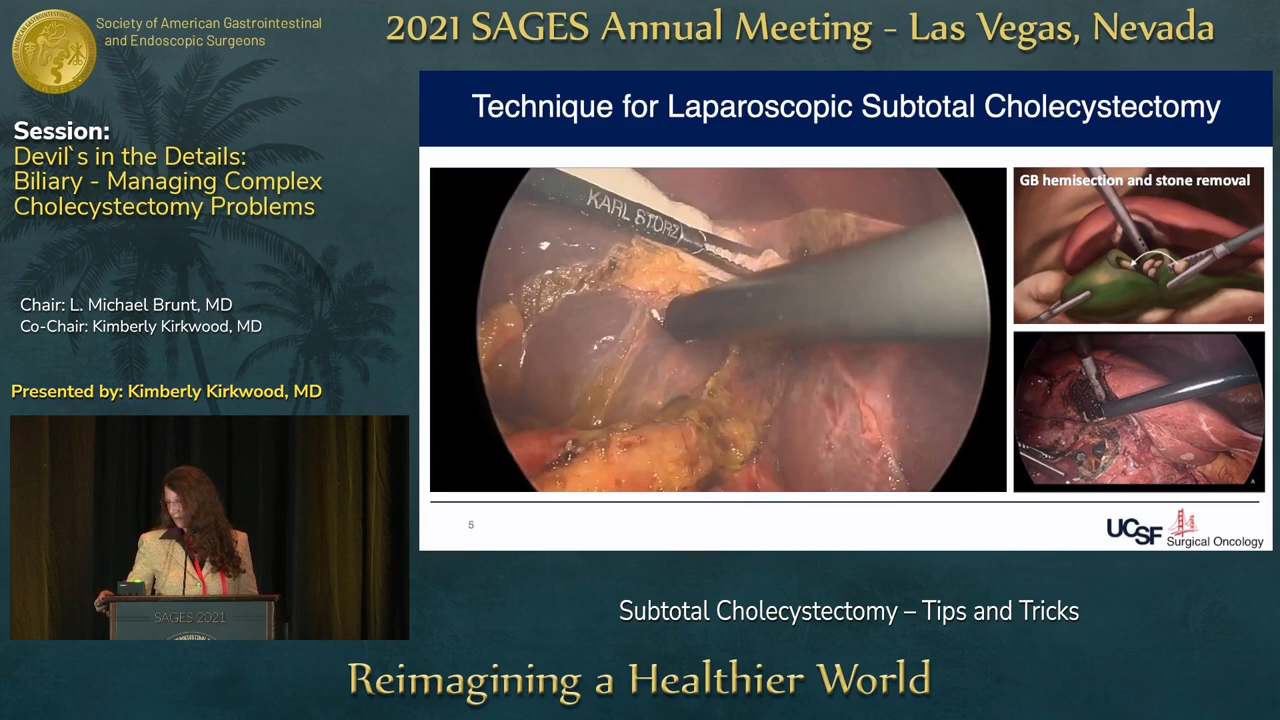 Society of American Gastrointestinal
and Endoscopic Surgeons
2021 SAGES Annual Meeting - Las Vegas, Nevada
Session:
Devil`s in the Details:
Biliary - Managing Complex
Cholecystectomy Problems
Chair: L. Michael Brunt, MD
Co-Chair: Kimberly Kirkwood, MD
Presented by: Kimberly Kirkwood, MD
SAGES 2021
Technique for Laparoscopic Subtotal Cholecystectomy
KARL STORZ
GB hemisection and stone removal
C
A
5
UCSF
Surgical Oncology
Subtotal Cholecystectomy – Tips and Tricks
Reimagining a Healthier World